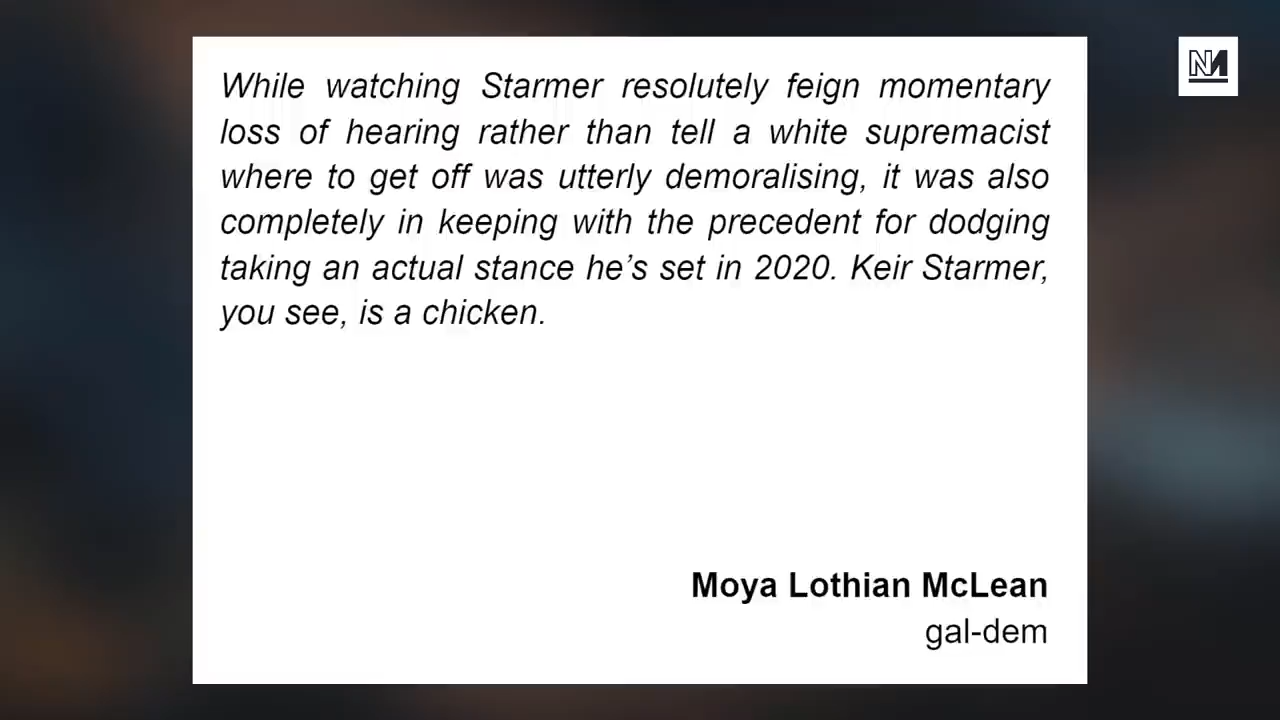 While watching Starmer resolutely feign momentary
loss of hearing rather than tell a white supremacist
where to get off was utterly demoralising, it was also
completely in keeping with the precedent for dodging
taking an actual stance he’s set in 2020. Keir Starmer,
you see, is a chicken.
Moya Lothian McLean
gal-dem